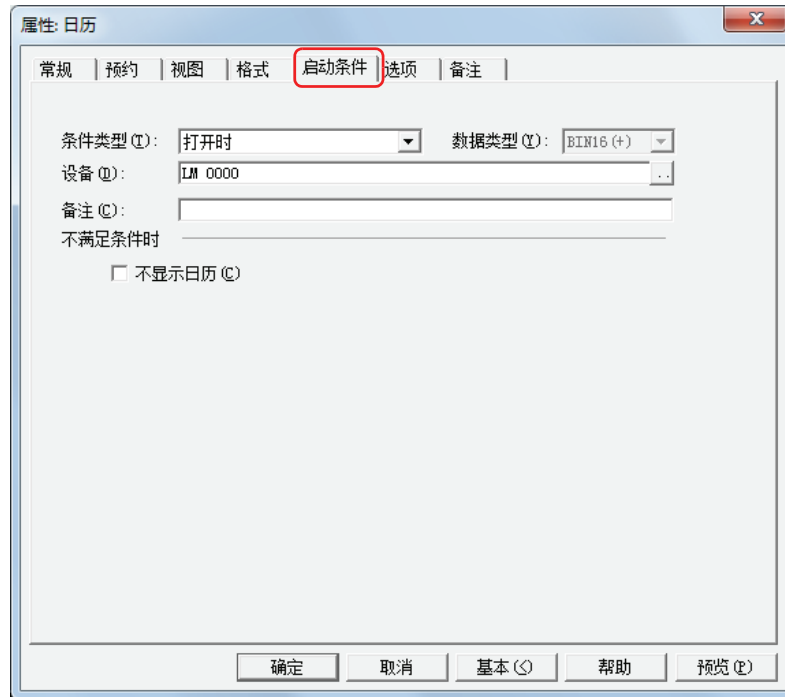 属性: 日历
常规 预约 视图 格式 启动条件 选项 备注
条件类型(T): 打开时 数据类型(Y): BIN16(+)
设备(D): LM 0000 ..
备注(C):
不满足条件时
不显示日历(C)
确定 取消 基本(<) 帮助 预览(P)